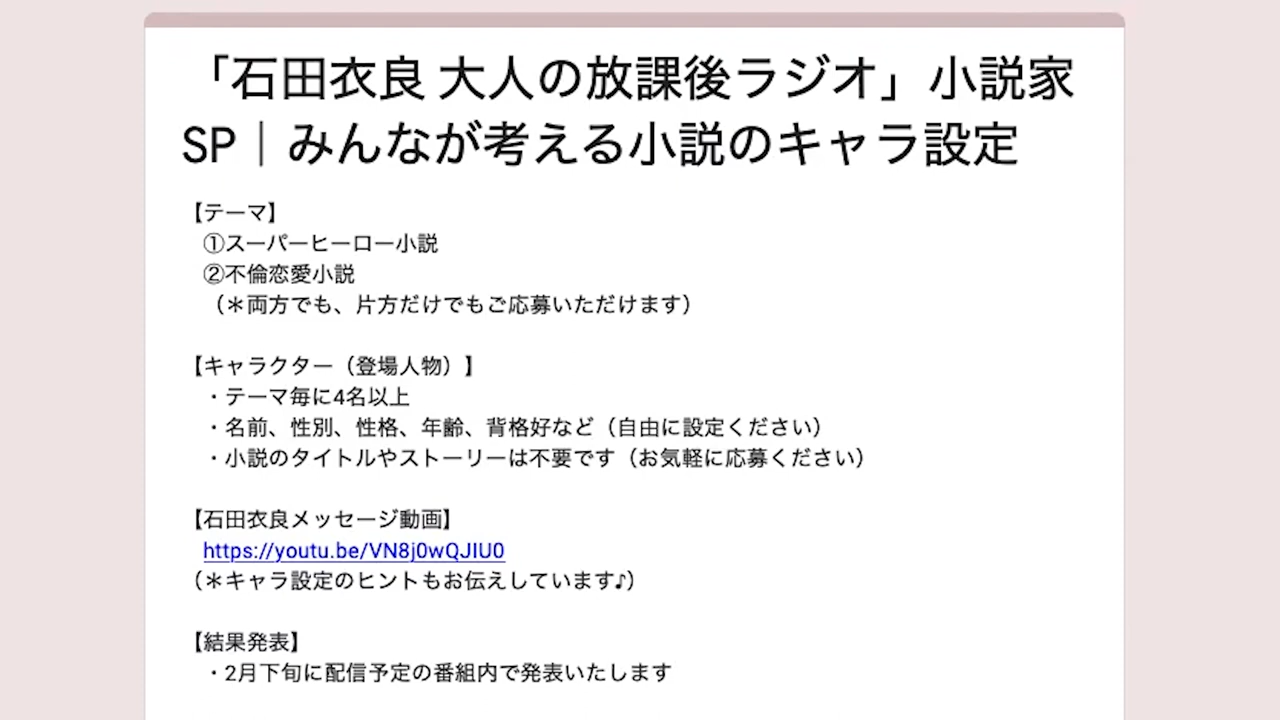 「石田衣良 大人の放課後ラジオ」小説家
SP｜みんなが考える小説のキャラ設定
【テーマ】
①スーパーヒーロー小説
②不倫恋愛小説
（＊両方でも、片方だけでもご応募いただけます）
【キャラクター（登場人物）】
・テーマ毎に4名以上
・名前、性別、性格、年齢、背格好など（自由に設定ください）
・小説のタイトルやストーリーは不要です（お気軽に応募ください）
【石田衣良メッセージ動画】
https://youtu.be/VN8j0wQJIU0
（＊キャラ設定のヒントもお伝えしています♪）
【結果発表】
・2月下旬に配信予定の番組内で発表いたします